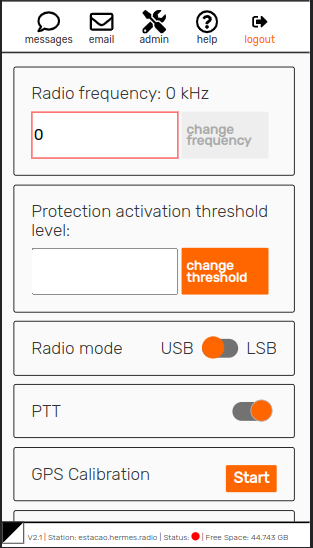 messages email admin help logout
Radio frequency: 0 kHz
0
change
frequency
Protection activation threshold
level:
change
threshold
Radio mode USB LSB
PTT
GPS Calibration Start
V2.1 | Station: estacao.hermes.radio | Status: | Free Space: 44.743 GB